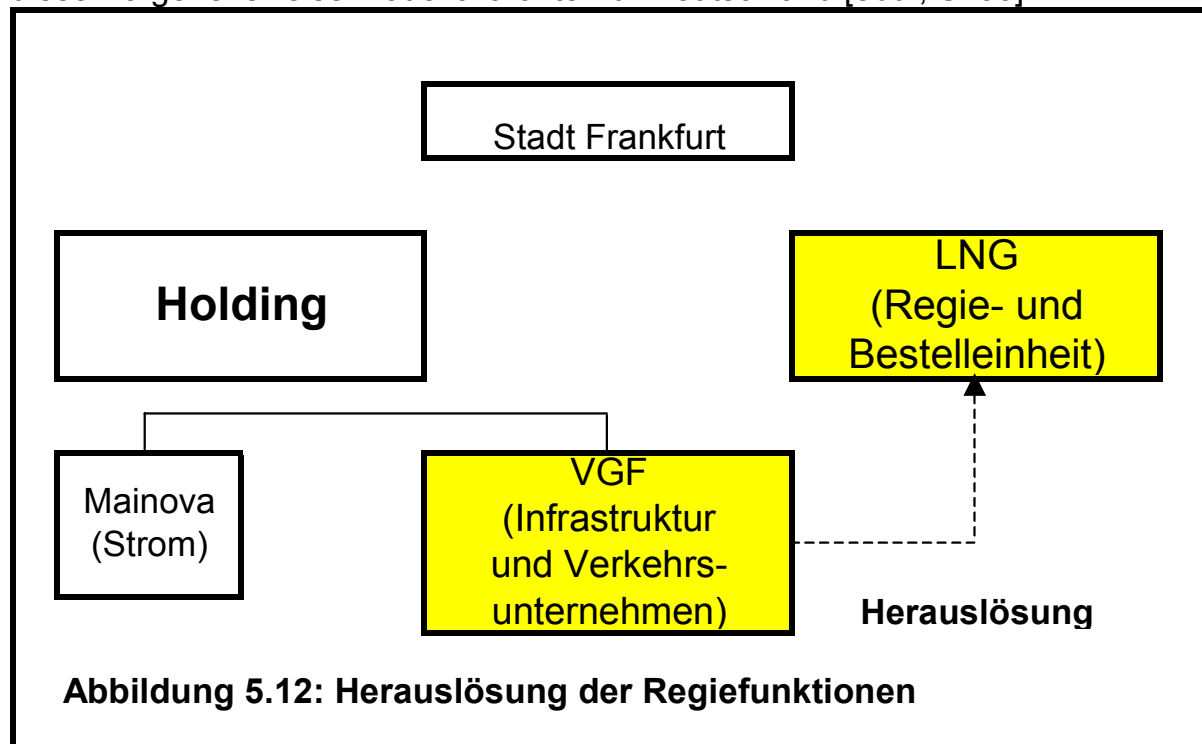 Stadt Frankfurt
Holding
LNG
(Regie- und
Bestelleinheit)
Mainova
(Strom)
VGF
(Infrastruktur
und Verkehrs-
unternehmen)
Herauslösung
Abbildung 5.12: Herauslösung der Regiefunktionen